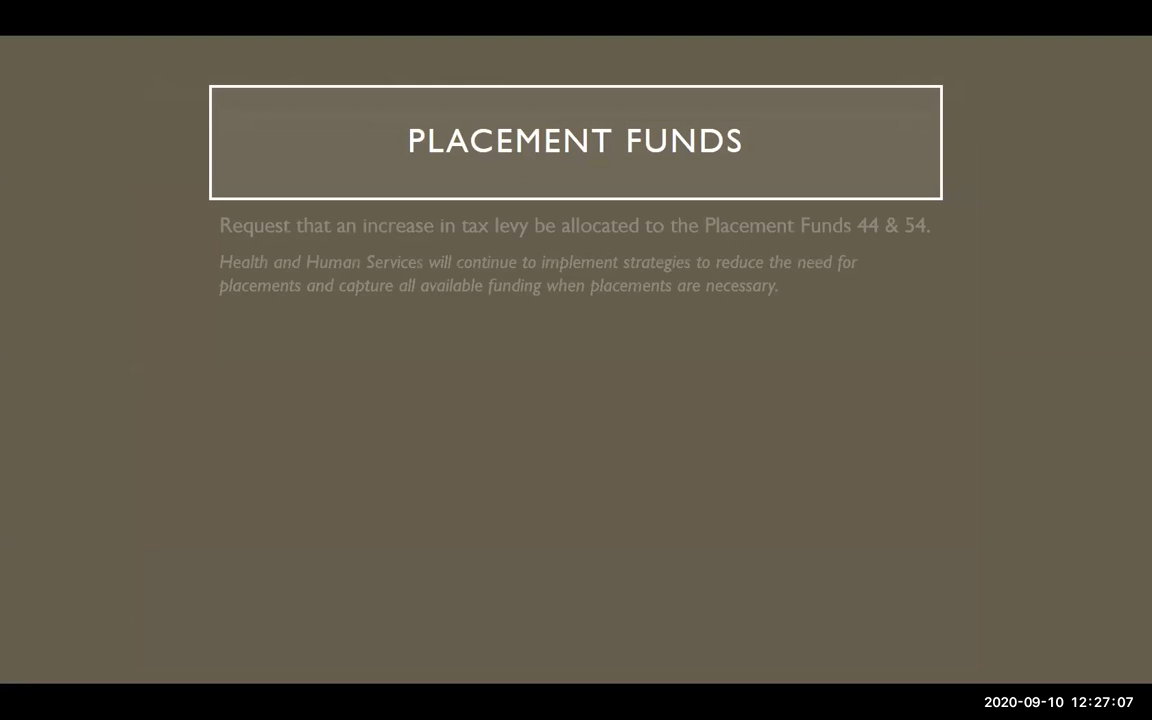 PLACEMENT FUNDS
Request that an increase in tax levy be allocated to the Placement Funds 44 & 54.
Health and Human Services will continue to implement strategies to reduce the need for
placements and capture all available funding when placements are necessary.
2020-09-10 12:27:07